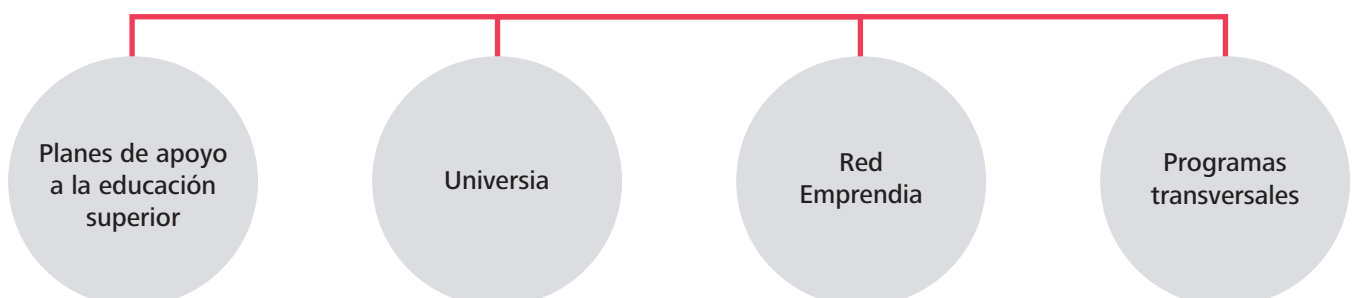 Planes de apoyo
a la educación
superior
Universia
Red
Emprendia
Programas
transversales